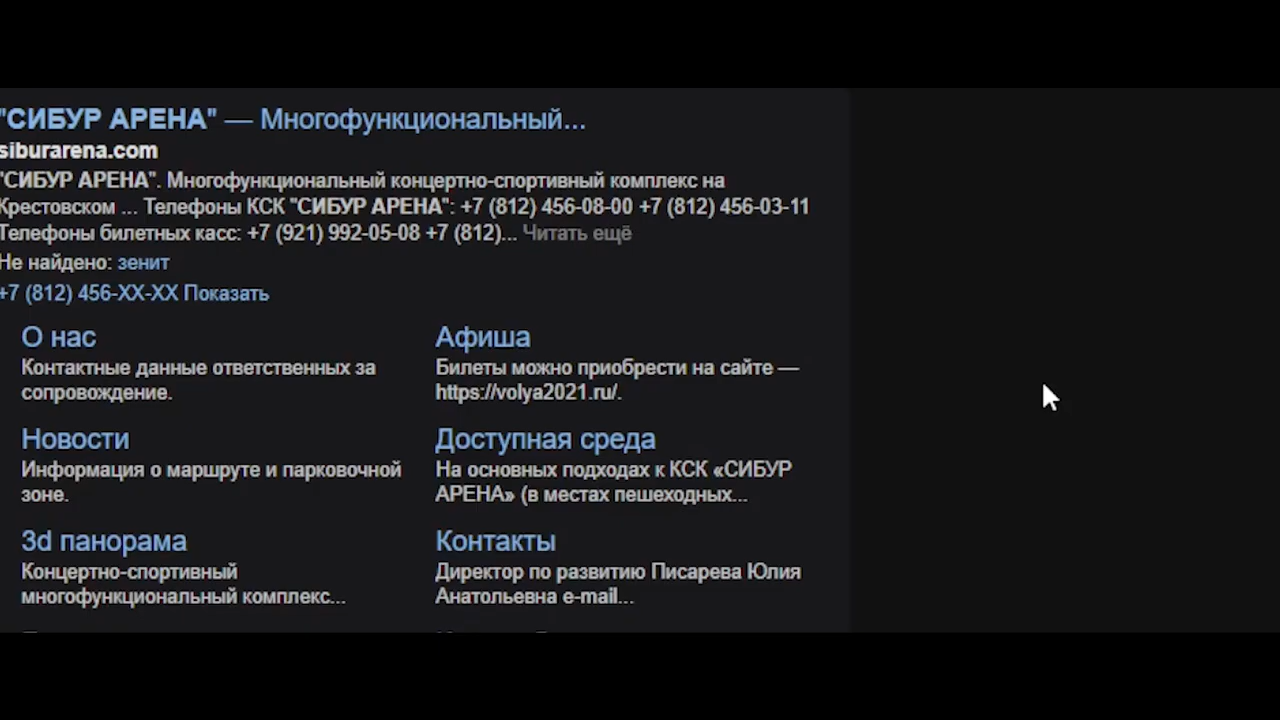 "СИБУР АРЕНА" — Многофункциональный...
siburarena.com
"СИБУР АРЕНА". Многофункциональный концертно-спортивный комплекс на
Крестовском ... Телефоны КСК "СИБУР АРЕНА": +7 (812) 456-08-00 +7 (812) 456-03-11
Телефоны билетных касс: +7 (921) 992-05-08 +7 (812)... Читать ещё
Не найдено: зенит
+7 (812) 456-XX-XX Показать
О нас
Контактные данные ответственных за
сопровождение.
Афиша
Билеты можно приобрести на сайте —
https://volya2021.ru/.
Новости
Информация о маршруте и парковочной
зоне.
Доступная среда
На основных подходах к КСК «СИБУР
АРЕНА» (в местах пешеходных...
3d панорама
Концертно-спортивный
многофункциональный комплекс...
Контакты
Директор по развитию Писарева Юлия
Анатольевна e-mail...